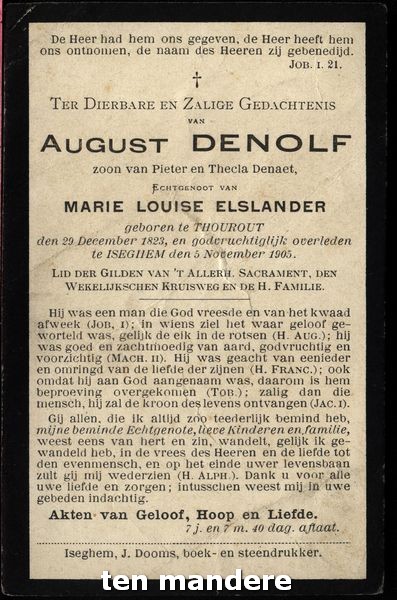 De Heer had hem ons gegeven, de Heer heeft hem
ons ontnomen, de naam des Heeren zij gebenedijd.
Job. I. 21.
Ter Dierbare en Zalige Gedachtenis
van
August DENOLF
zoon van Pieter en Thecla Denaet,
Echtgenoot van
MARIE LOUISE ELSLANDER
geboren te THOUROUT
den 29 December 1823, en godvruchtiglijk overleden
te ISEGHEM den 5 November 1905.
Lid der Gilden van 't Allerh. Sacrament, den
Wekelijkschen Kruisweg en de H. Familie.
Hij was een man die God vreesde en van het kwaad
afweek (Job, I); in wiens ziel het waar geloof ge-
worteld was, gelijk de eik in de rotsen (H. Aug.); hij
was goed en zachtmoedig van aard, godvruchtig en
voorzichtig (Mach. II). Hij was geacht van eenieder
en omringd van de liefde der zijnen (H. Franc.); ook
omdat hij aan God aangenaam was, daarom is hem
beproeving overgekomen (Tob.); zalig dan die
mensch, hij zal de kroon des levens ontvangen (Jac. I).
Gij allen, die ik altijd zoo teederlijk bemind heb,
mijne beminde Echtgenote, lieve Kinderen en familie,
weest eens van hert en zin, wandelt, gelijk ik ge-
wandeld heb, in de vrees des Heeren en de liefde tot
den evenmensch, en op het einde uwer levensbaan
zult gij mij wederzien (H. Alph.). Dank u voor alle
uwe liefde en zorgen; intusschen weest mij in uwe
gebeden indachtig.
Akten van Geloof, Hoop en Liefde.
7 j. en 7 m. 40 dag. aflaat.
Iseghem, J. Dooms, boek- en steendrukker.
ten mandere